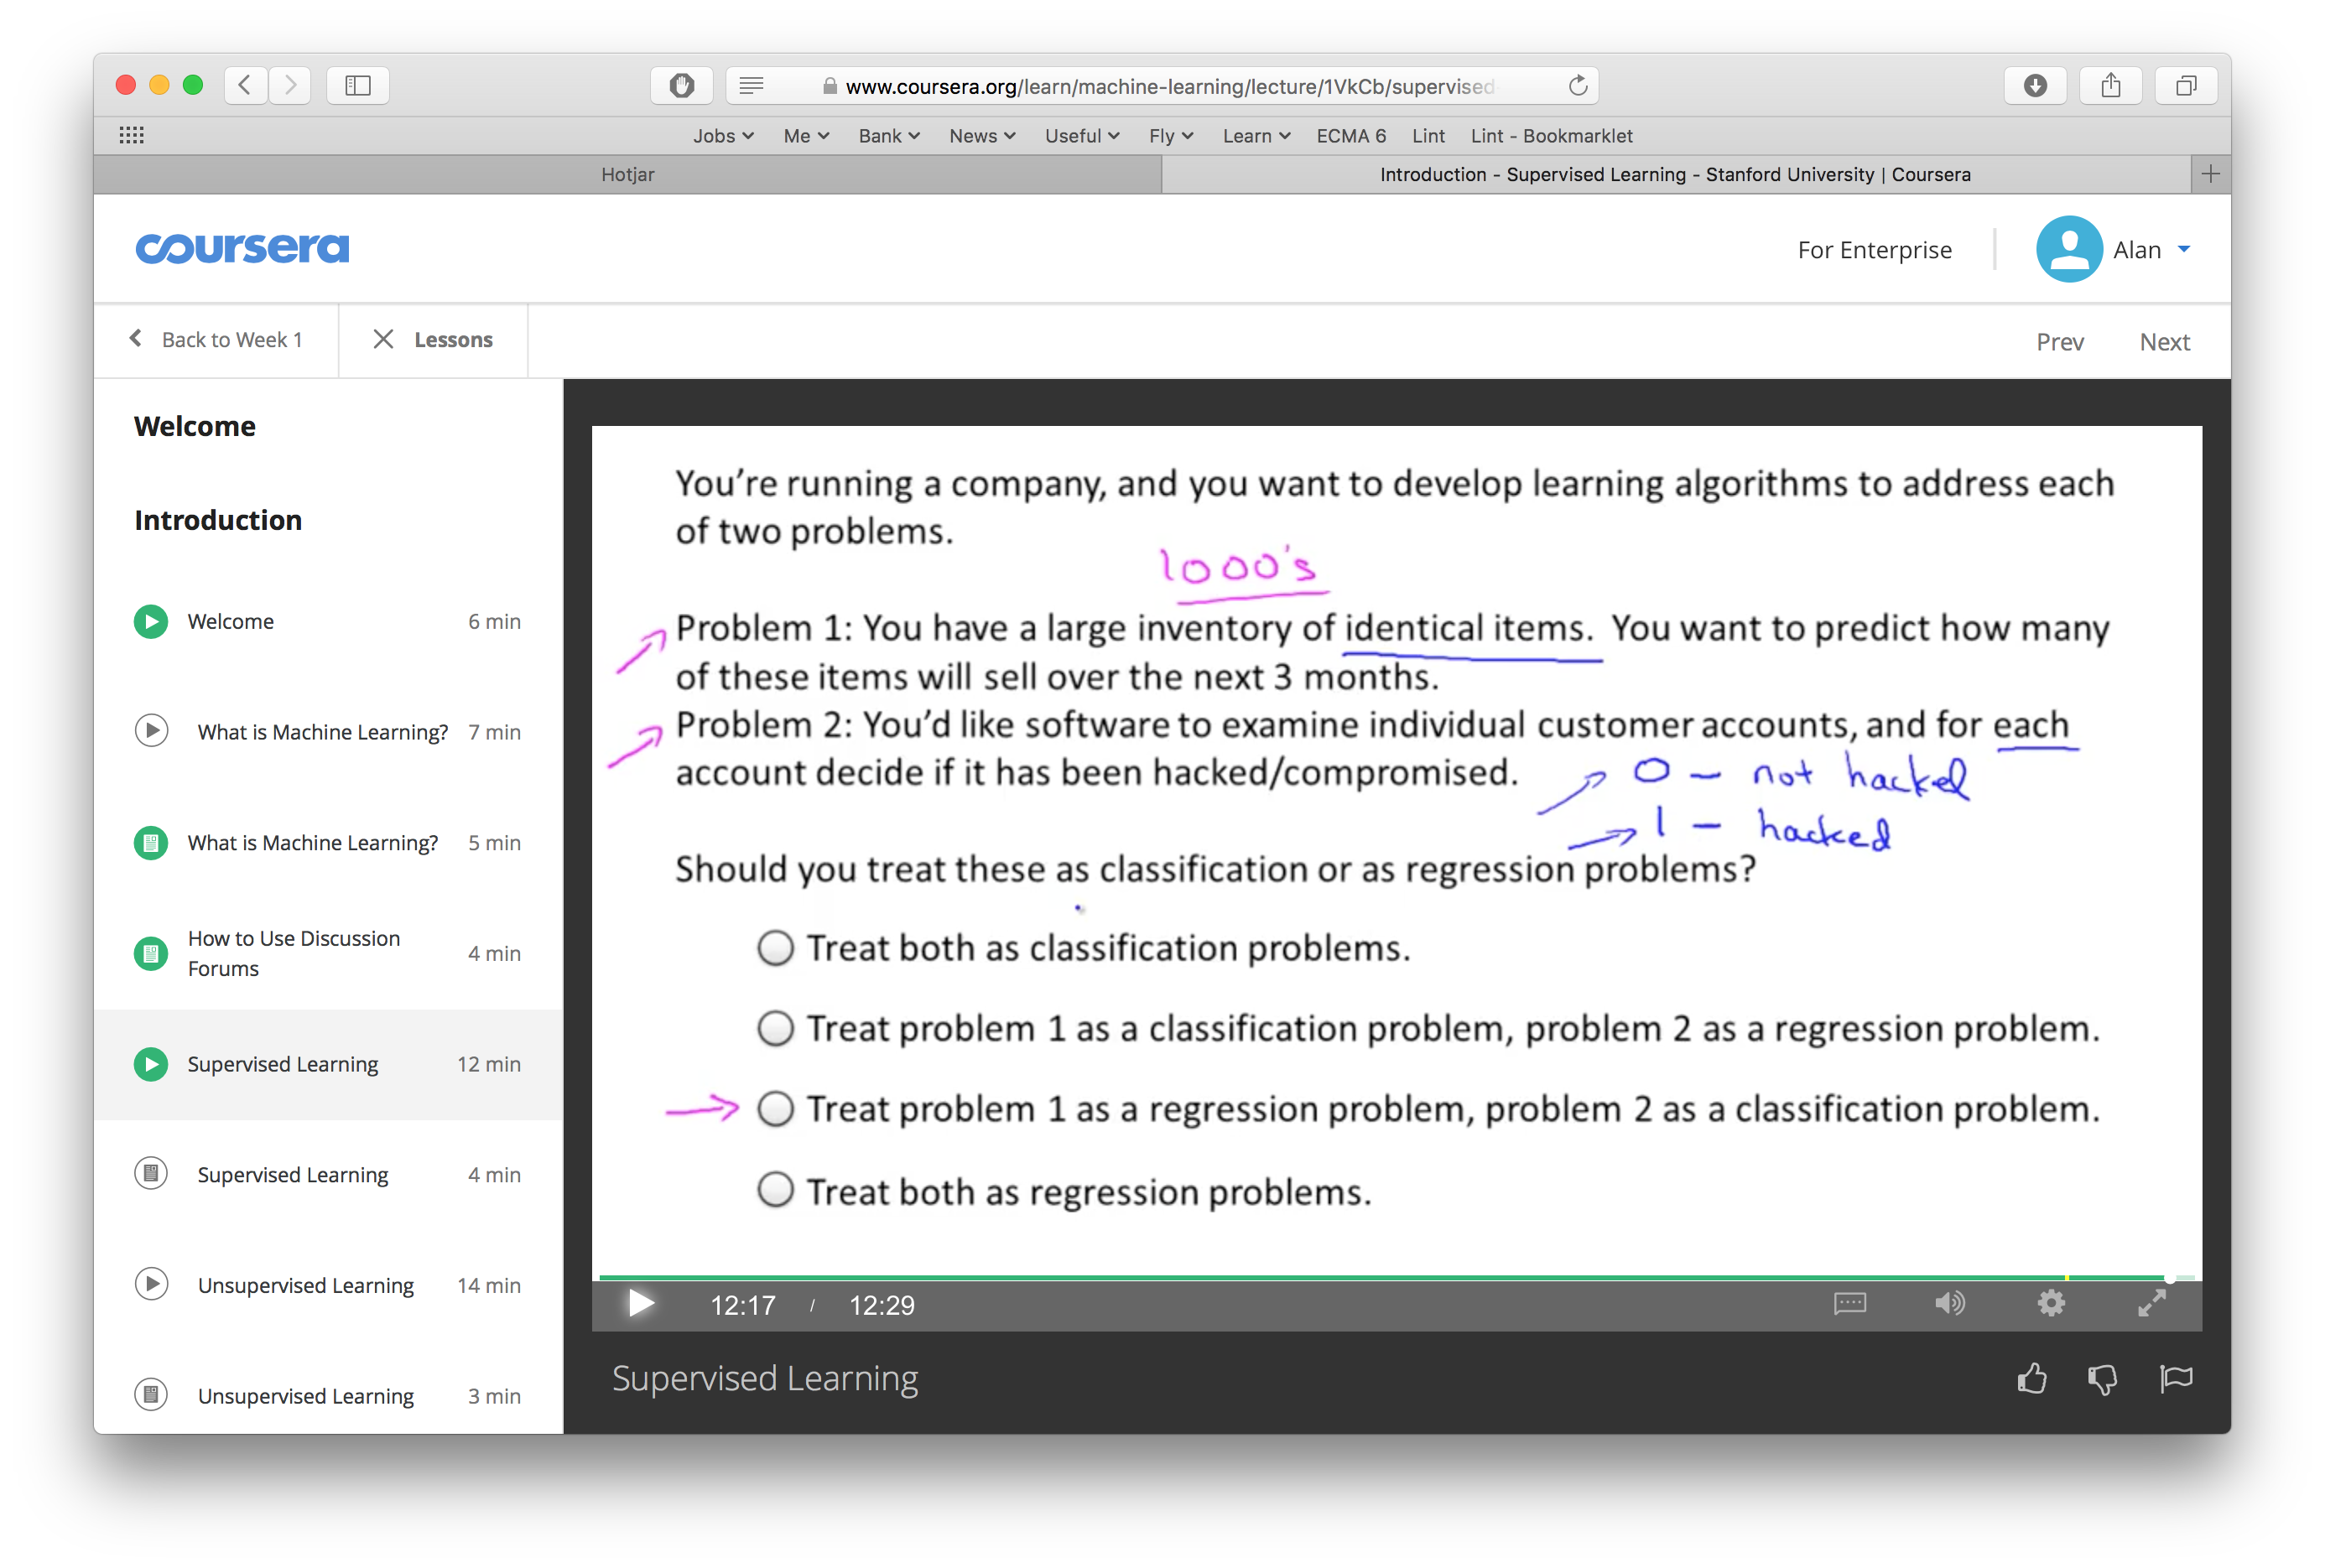 www.coursera.org/learn/machine-learning/lecture/1VkCb/supervised
Jobs Me Bank News Useful Fly Learn ECMA 6 Lint Lint - Bookmarklet
Hotjar
Introduction - Supervised Learning - Stanford University | Coursera
coursera
For Enterprise
Alan
Back to Week 1
Lessons
Prev
Next
Welcome
Introduction
Welcome 6 min
What is Machine Learning? 7 min
What is Machine Learning? 5 min
How to Use Discussion
Forums
4 min
Supervised Learning 12 min
Supervised Learning 4 min
Unsupervised Learning 14 min
Unsupervised Learning 3 min
You’re running a company, and you want to develop learning algorithms to address each
of two problems.
1000's
Problem 1: You have a large inventory of identical items. You want to predict how many
of these items will sell over the next 3 months.
Problem 2: You’d like software to examine individual customer accounts, and for each
account decide if it has been hacked/compromised.
0 – not hacked
1 – hacked
Should you treat these as classification or as regression problems?
Treat both as classification problems.
Treat problem 1 as a classification problem, problem 2 as a regression problem.
Treat problem 1 as a regression problem, problem 2 as a classification problem.
Treat both as regression problems.
12:17 / 12:29
Supervised Learning